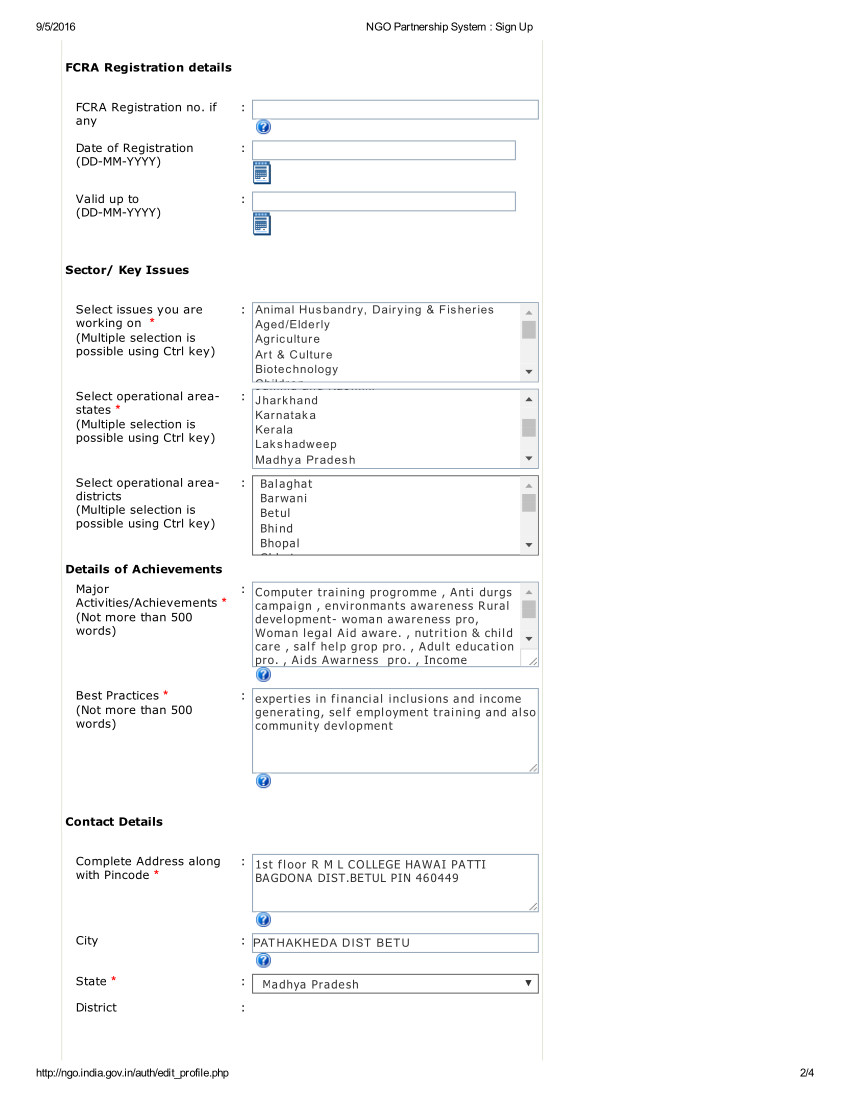 9/5/2016 NGO Partnership System : Sign Up
FCRA Registration details
FCRA Registration no. if :
any
Date of Registration :
(DD-MM-YYYY)
Valid up to :
(DD-MM-YYYY)
Sector/ Key Issues
Select issues you are :
working on *
(Multiple selection is
possible using Ctrl key)
Animal Husbandry, Dairying & Fisheries
Aged/Elderly
Agriculture
Art & Culture
Biotechnology
Select operational area- :
states *
(Multiple selection is
possible using Ctrl key)
Jharkhand
Karnataka
Kerala
Lakshadweep
Madhya Pradesh
Select operational area- :
districts
(Multiple selection is
possible using Ctrl key)
Balaghat
Barwani
Betul
Bhind
Bhopal
Details of Achievements
Major :
Activities/Achievements *
(Not more than 500
words)
Computer training progromme , Anti durgs
campaign , environmants awareness Rural
development- woman awareness pro,
Woman legal Aid aware. , nutrition & child
care , salf help grop pro. , Adult education
pro. , Aids Awarness pro. , Income
Best Practices * :
(Not more than 500
words)
experties in financial inclusions and income
generating, self employment training and also
community devlopment
Contact Details
Complete Address along :
with Pincode *
1st floor R M L COLLEGE HAWAI PATTI
BAGDONA DIST.BETUL PIN 460449
City : PATHAKHEDA DIST BETU
State * : Madhya Pradesh
District :
http://ngo.india.gov.in/auth/edit_profile.php 2/4